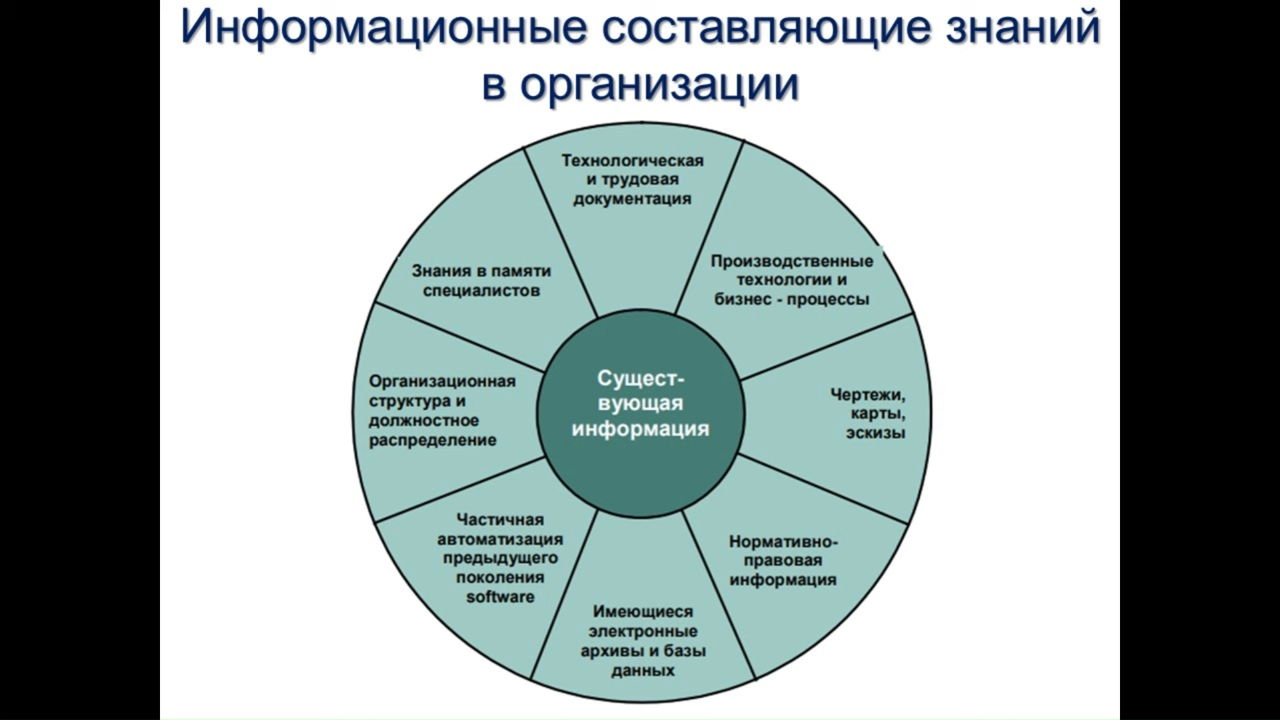 Информационные составляющие знаний
в организации
Технологическая
и трудовая
документация
Производственные
технологии и
бизнес - процессы
Чертежи,
карты,
эскизы
Нормативно-
правовая
информация
Имеющиеся
электронные
архивы и базы
данных
Частичная
автоматизация
предыдущего
поколения
software
Организационная
структура и
должностное
распределение
Знания в памяти
специалистов
Сущест-
вующая
информация